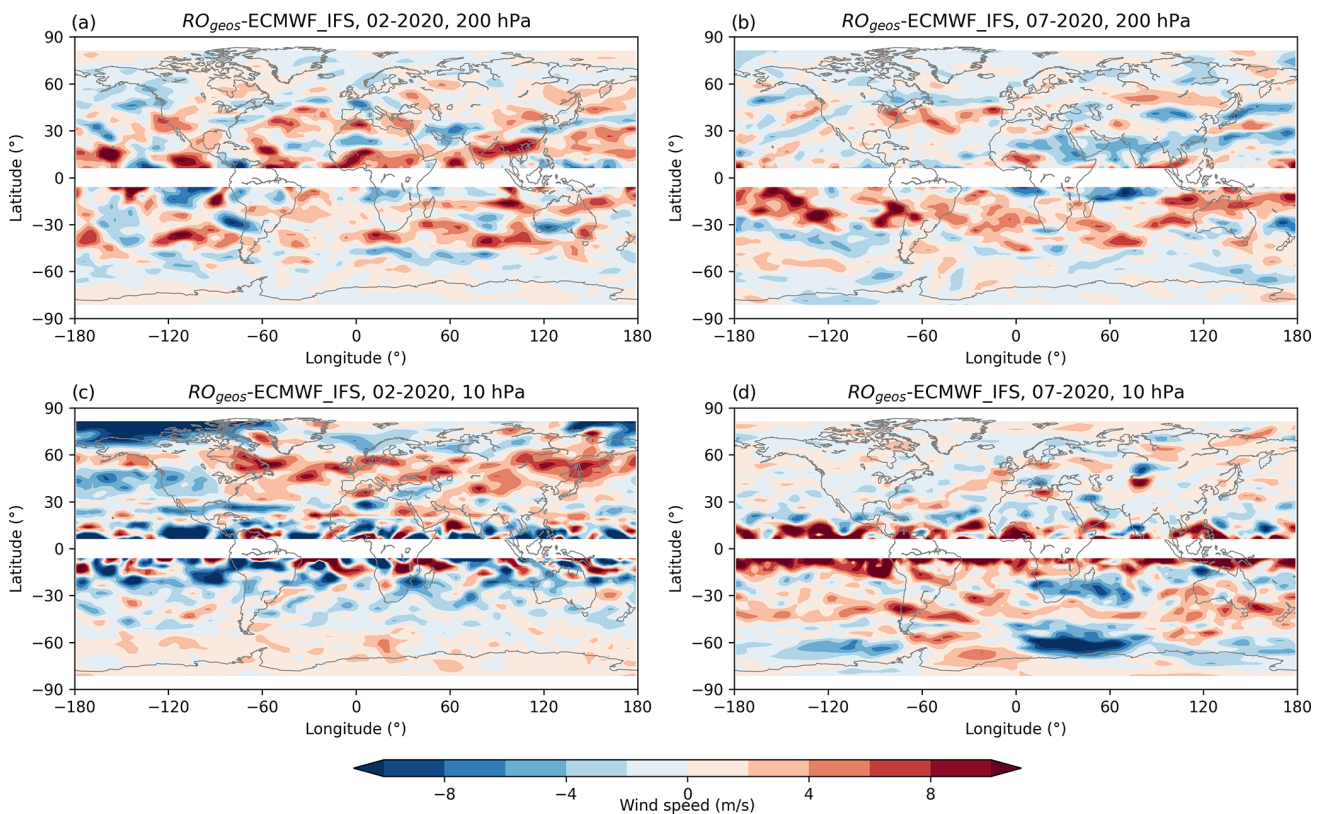 (a) RO_geos-ECMWF_IFS, 02-2020, 200 hPa
90
60
30
0
−30
−60
−90
Latitude (°)
−180 −120 −60 0 60 120 180
Longitude (°)
(b) RO_geos-ECMWF_IFS, 07-2020, 200 hPa
90
60
30
0
−30
−60
−90
Latitude (°)
−180 −120 −60 0 60 120 180
Longitude (°)
(c) RO_geos-ECMWF_IFS, 02-2020, 10 hPa
90
60
30
0
−30
−60
−90
Latitude (°)
−180 −120 −60 0 60 120 180
Longitude (°)
(d) RO_geos-ECMWF_IFS, 07-2020, 10 hPa
90
60
30
0
−30
−60
−90
Latitude (°)
−180 −120 −60 0 60 120 180
Longitude (°)
−8 −4 0 4 8
Wind speed (m/s)